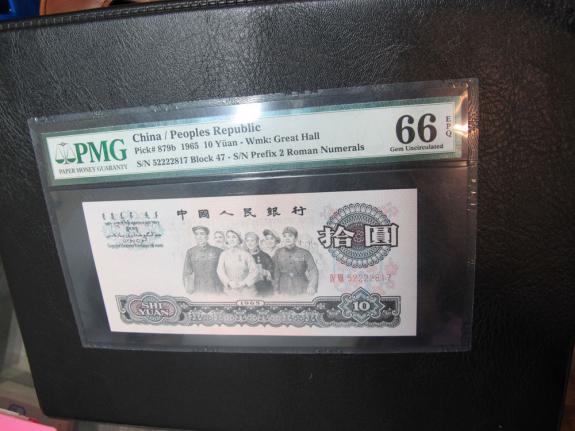 PMG
PAPER MONEY GUARANTY
China / Peoples Republic
Pick# 879b 1965 10 Yüan - Wmk: Great Hall
S/N 52222817 Block 47 - S/N Prefix 2 Roman Numerals
66 EPQ
Gem Uncirculated
中國人民銀行
拾圓
52222817
SHI
YUAN
1965
10